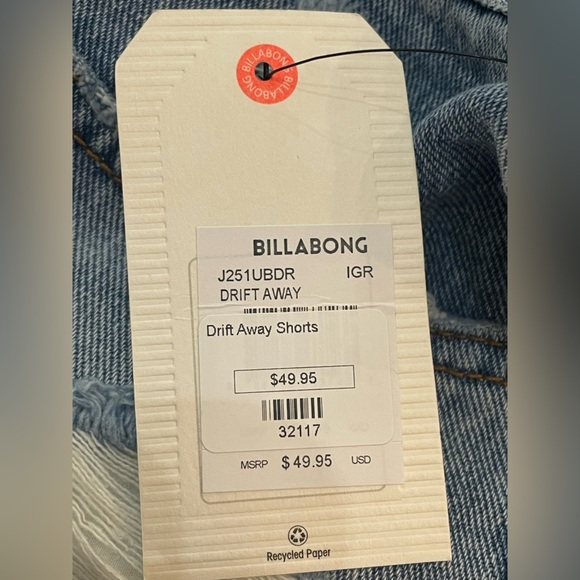 BILLABONG BILLABONG
BILLABONG
J251UBDR IGR
DRIFT AWAY
Drift Away Shorts
$49.95
32117
MSRP $49.95 USD
Recycled Paper